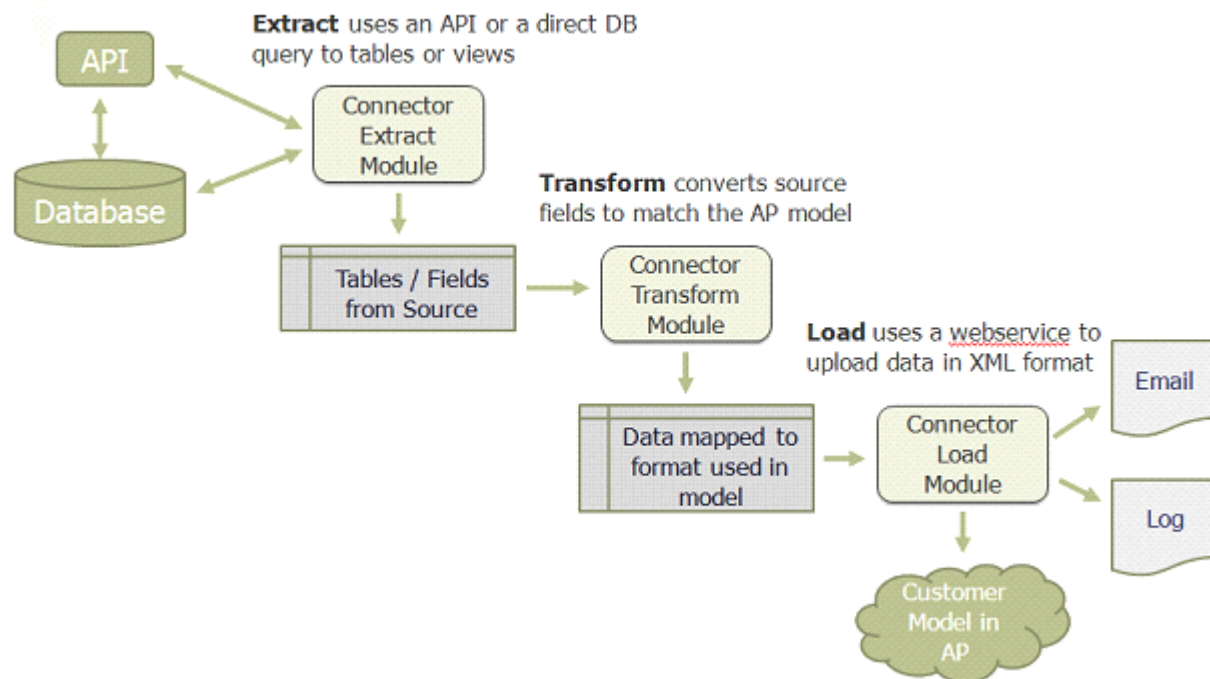 Extract uses an API or a direct DB
query to tables or views
API
Connector
Extract
Module
Database
Transform converts source
fields to match the AP model
Tables / Fields
from Source
Connector
Transform
Module
Load uses a webservice to
upload data in XML format
Email
Data mapped to
format used in
model
Connector
Load
Module
Log
Customer
Model in
AP